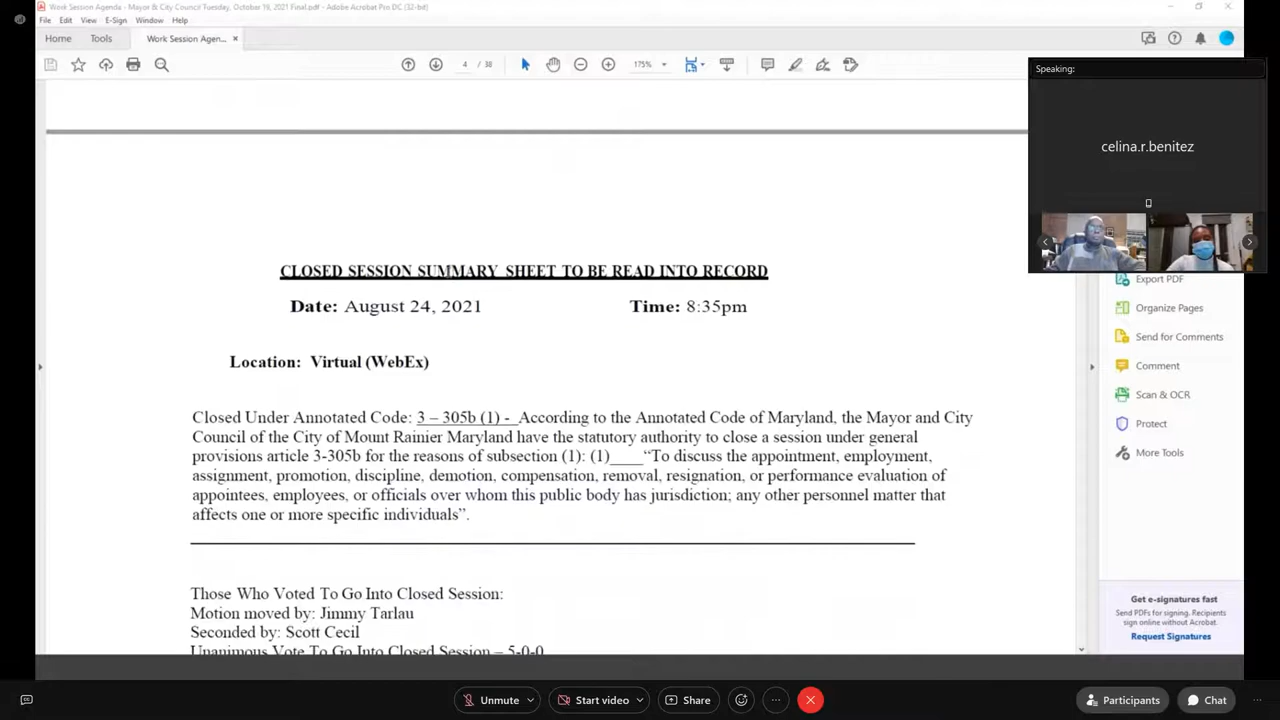 Work Session Agenda - Mayor & City Council Tuesday, October 19, 2021 Final.pdf - Adobe Acrobat Pro DC (32-bit)
File Edit View E-Sign Window Help
Home Tools Work Session Agen... ×
4 / 38 175%
Speaking:
celina.r.benitez
CLOSED SESSION SUMMARY SHEET TO BE READ INTO RECORD
Date: August 24, 2021 Time: 8:35pm
Location: Virtual (WebEx)
Closed Under Annotated Code: 3 – 305b (1) - According to the Annotated Code of Maryland, the Mayor and City
Council of the City of Mount Rainier Maryland have the statutory authority to close a session under general
provisions article 3-305b for the reasons of subsection (1): (1)____“To discuss the appointment, employment,
assignment, promotion, discipline, demotion, compensation, removal, resignation, or performance evaluation of
appointees, employees, or officials over whom this public body has jurisdiction; any other personnel matter that
affects one or more specific individuals”.
Those Who Voted To Go Into Closed Session:
Motion moved by: Jimmy Tarlau
Seconded by: Scott Cecil
Unanimous Vote To Go Into Closed Session – 5-0-0
Export PDF
Organize Pages
Send for Comments
Comment
Scan & OCR
Protect
More Tools
Get e-signatures fast
Send PDFs for signing. Recipients
sign online without Acrobat.
Request Signatures
Unmute Start video Share Participants Chat